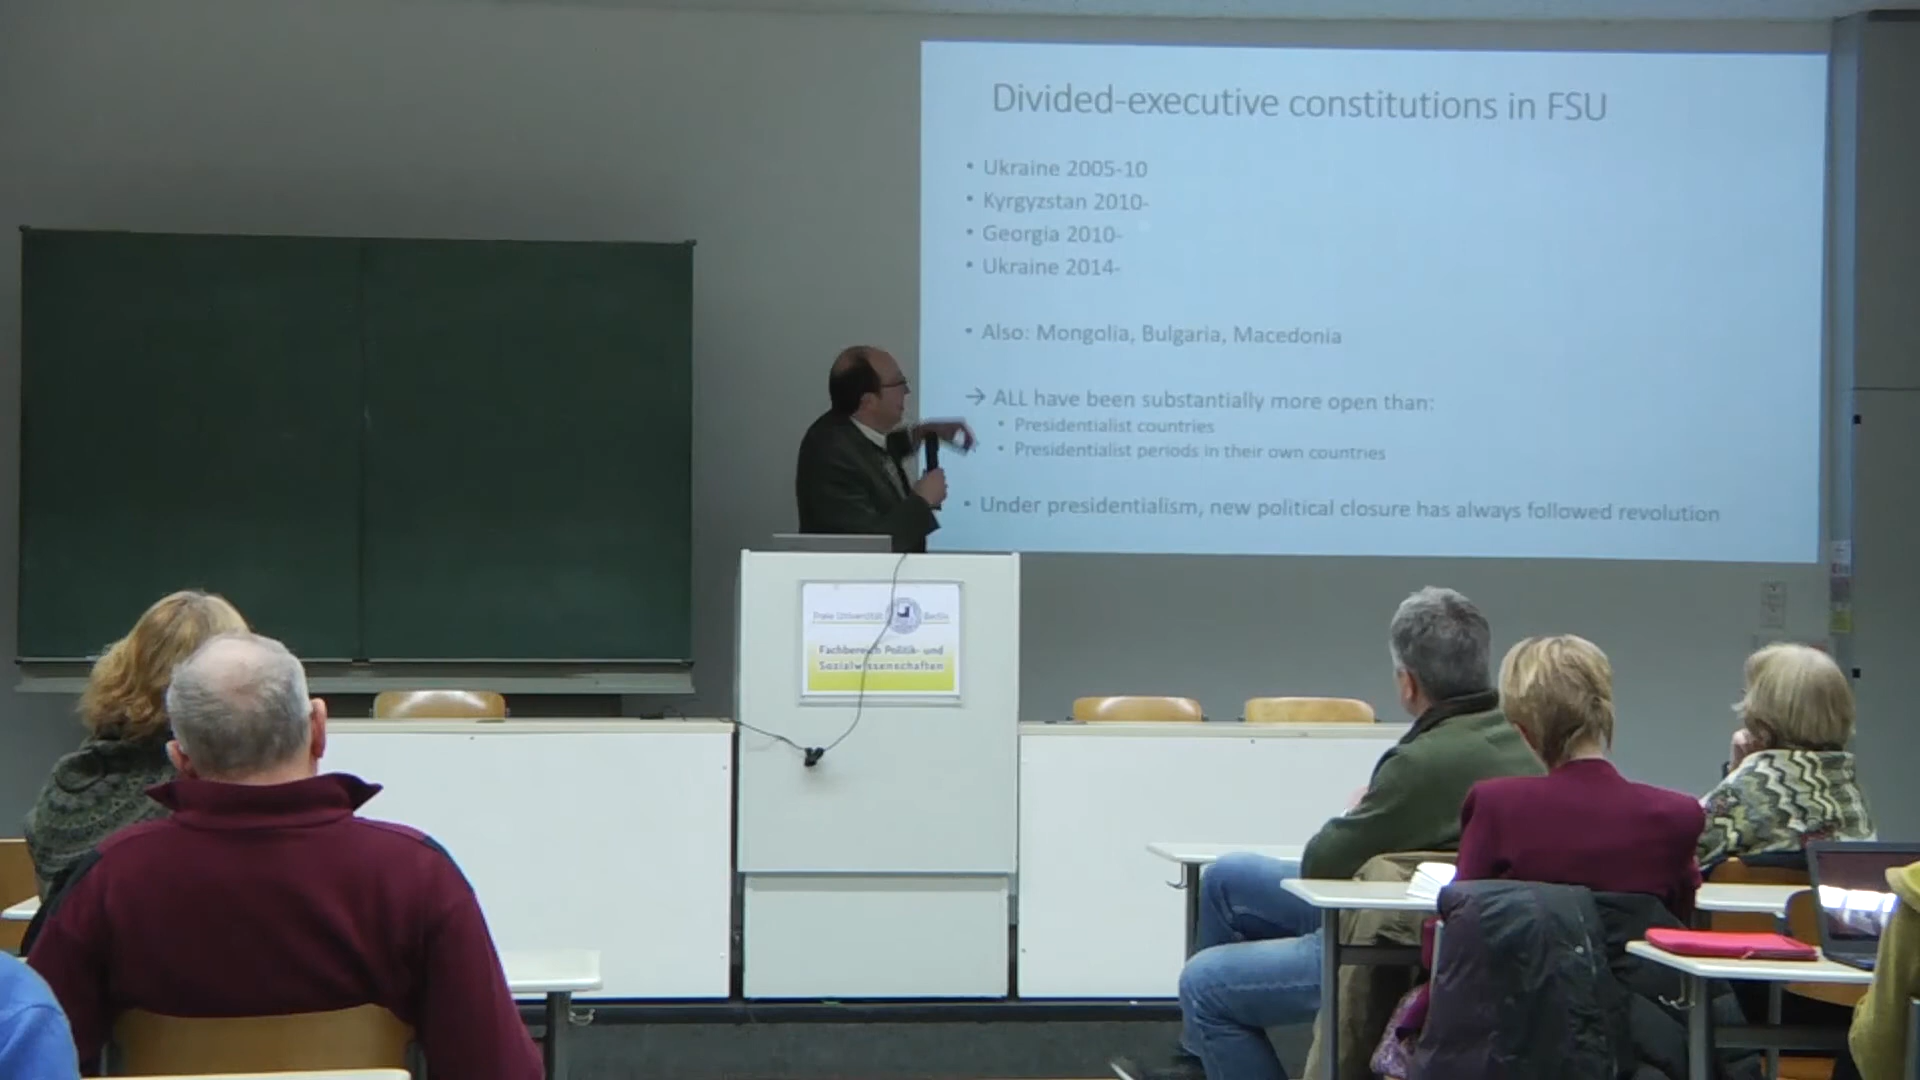 Divided-executive constitutions in FSU
• Ukraine 2005-10
• Kyrgyzstan 2010-
• Georgia 2010-
• Ukraine 2014-
• Also: Mongolia, Bulgaria, Macedonia
→ ALL have been substantially more open than:
• Presidentialist countries
• Presidentialist periods in their own countries
• Under presidentialism, new political closure has always followed revolution
Freie Universität Berlin
Fachbereich Politik- und
Sozialwissenschaften